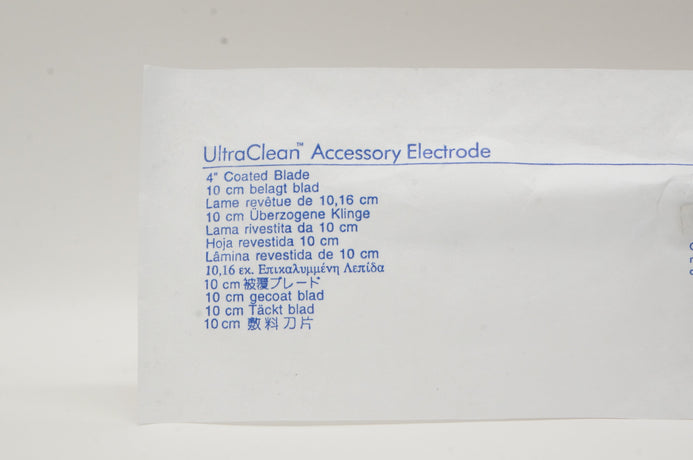 UltraClean™ Accessory Electrode
4" Coated Blade
10 cm belagt blad
Lame revêtue de 10,16 cm
10 cm Überzogene Klinge
Lama rivestita da 10 cm
Hoja revestida 10 cm
Lâmina revestida de 10 cm
10,16 εκ. Επικαλυμμένη Λεπίδα
10 cm 被覆ブレード
10 cm gecoat blad
10 cm Täckt blad
10 cm 敷料刀片